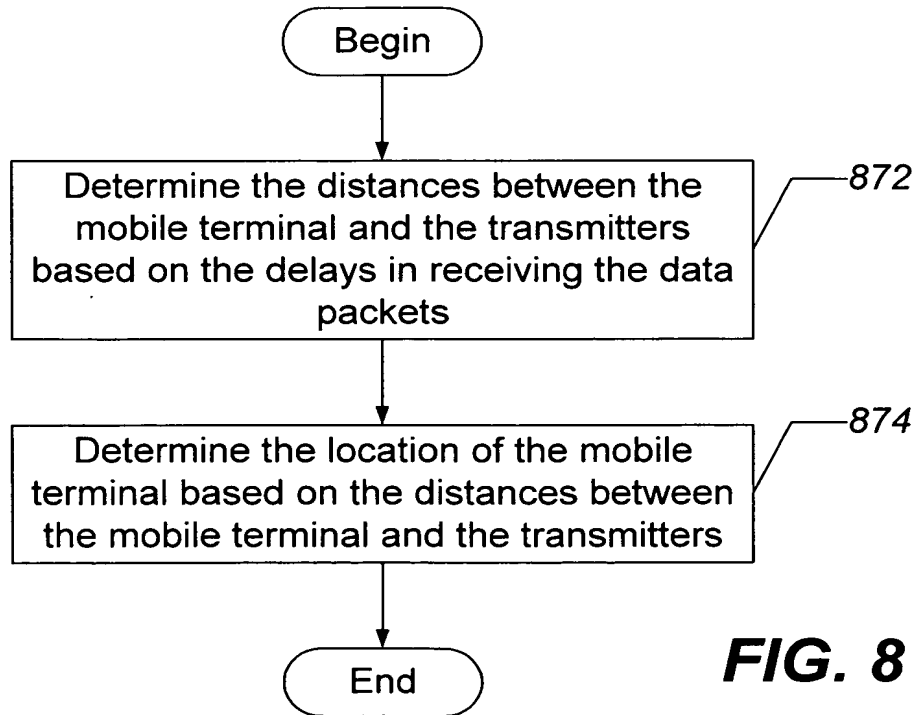 Begin
Determine the distances between the
mobile terminal and the transmitters
based on the delays in receiving the data
packets
872
Determine the location of the mobile
terminal based on the distances between
the mobile terminal and the transmitters
874
End
FIG. 8